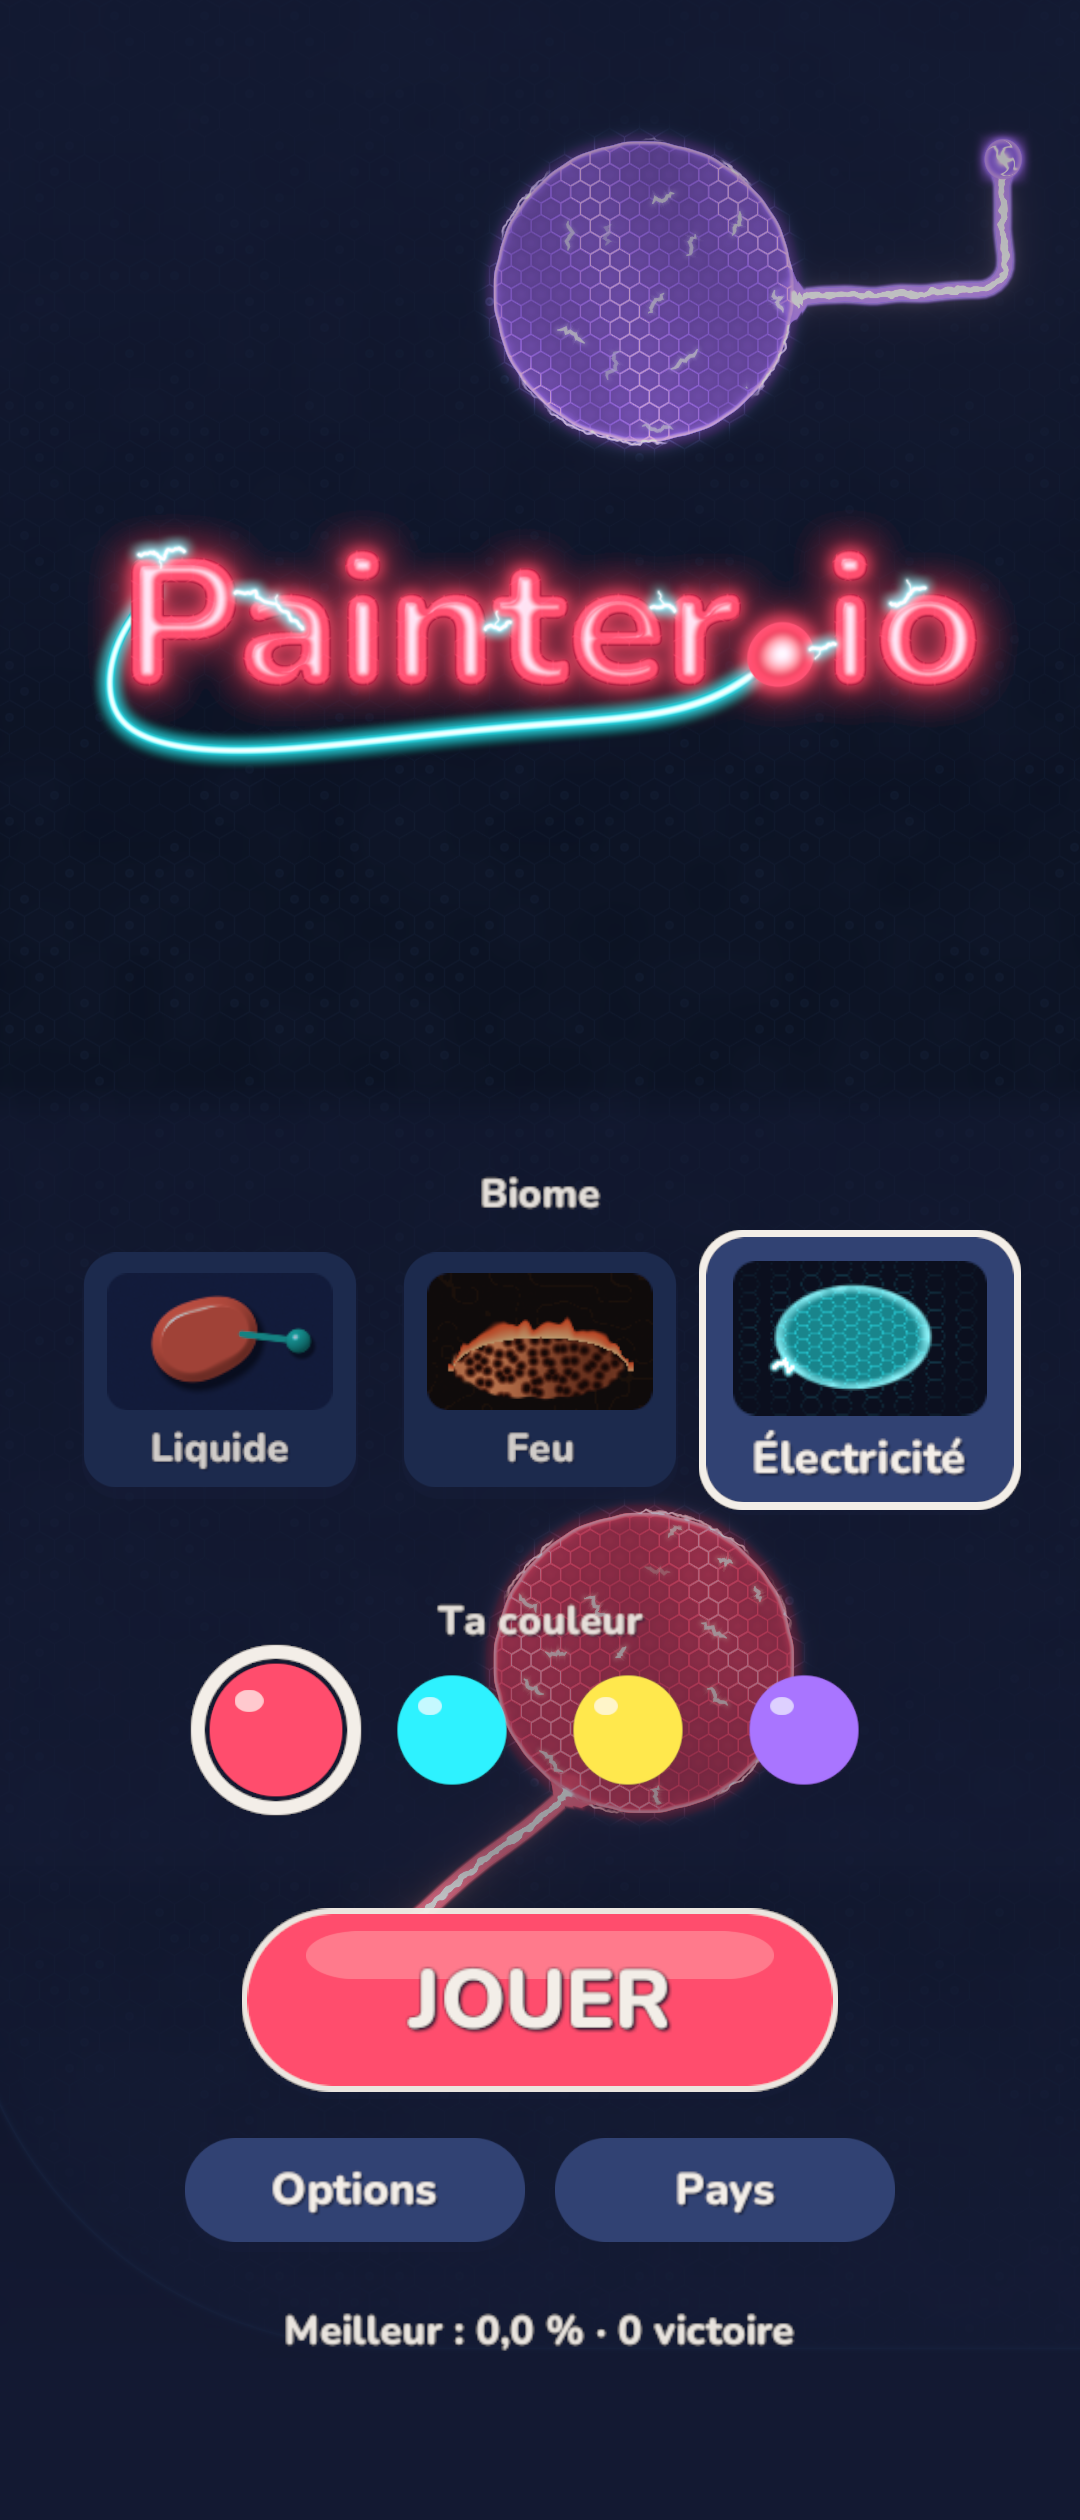 Painter.io
Biome
Liquide
Feu
Électricité
Ta couleur
JOUER
Options
Pays
Meilleur : 0,0 % · 0 victoire